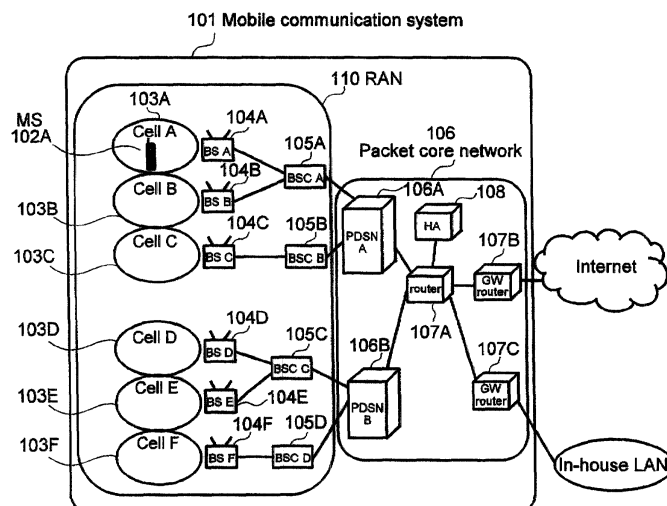 101 Mobile communication system
110 RAN
103A
MS
102A
Cell A
104A
BS A
105A
BSC A
106
Packet core network
106A
108
HA
Cell B
104B
BS B
103B
Cell C
104C
BS C
105B
BSC B
103C
PDSN
A
107B
GW
router
Internet
router
107A
103D
Cell D
104D
BS D
105C
BSC C
106B
PDSN
B
107C
GW
router
103E
Cell E
BS E
104E
103F
Cell F
104F
BS F
105D
BSC D
In-house LAN